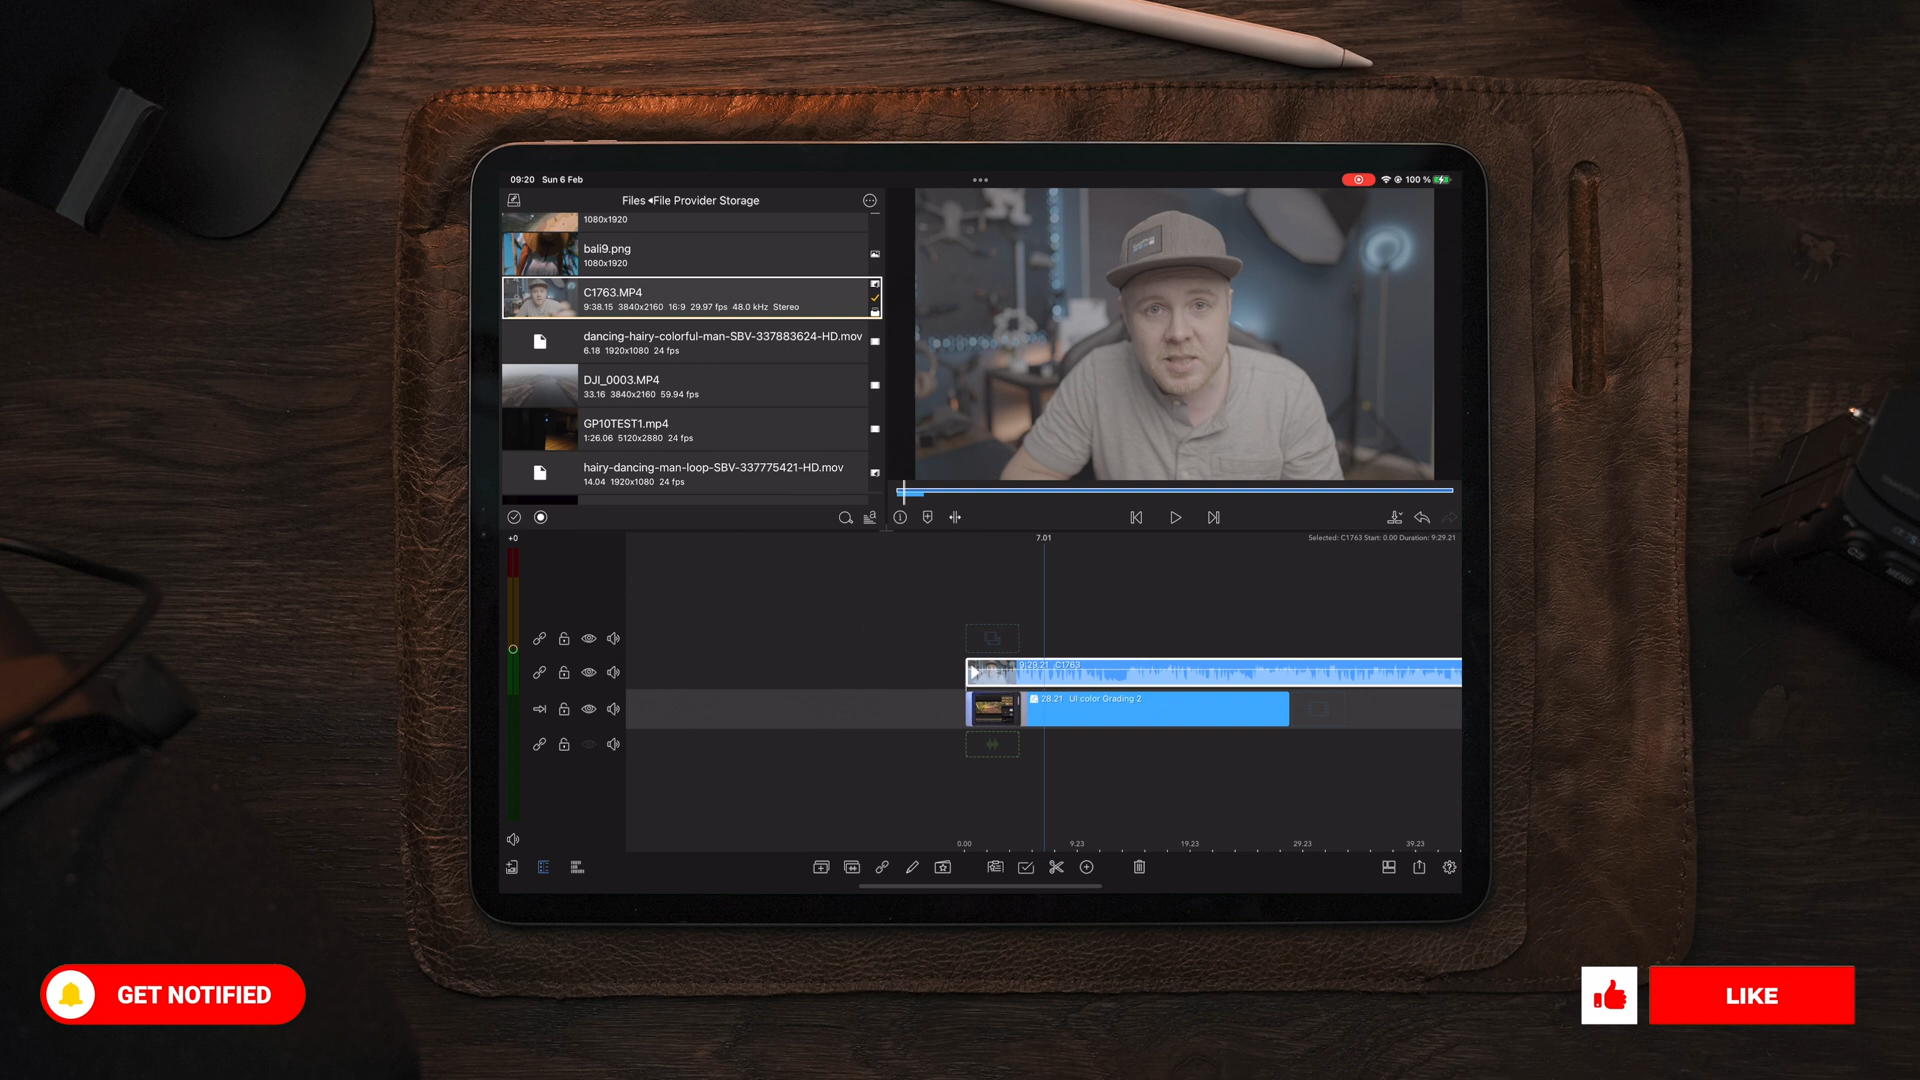 09:20 Sun 6 Feb
100 %
Files File Provider Storage
1080x1920
bali9.png
1080x1920
C1763.MP4
9:38.15 3840x2160 16:9 29.97 fps 48.0 kHz Stereo
dancing-hairy-colorful-man-SBV-337883624-HD.mov
6.18 1920x1080 24 fps
DJI_0003.MP4
33.16 3840x2160 59.94 fps
GP10TEST1.mp4
1:26.06 5120x2880 24 fps
hairy-dancing-man-loop-SBV-337775421-HD.mov
14.04 1920x1080 24 fps
+0
7.01
Selected: C1763 Start: 0.00 Duration: 9:29.21
9:29.21 C1763
28.21 UI color Grading 2
0.00
9.23
19.23
29.23
39.23
MENU
GET NOTIFIED
LIKE